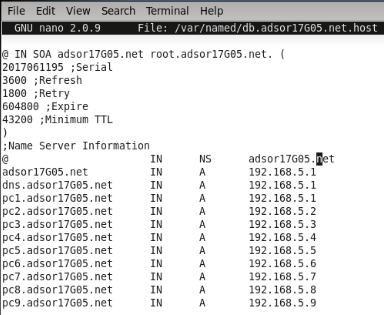 File Edit View Search Terminal Help
GNU nano 2.0.9 File: /var/named/db.adsor17G05.net.host
@ IN SOA adsor17G05.net root.adsor17G05.net. (
2017061195 ;Serial
3600 ;Refresh
1800 ;Retry
604800 ;Expire
43200 ;Minimum TTL
)
;Name Server Information
@ IN NS adsor17G05.net
adsor17G05.net IN A 192.168.5.1
dns.adsor17G05.net IN A 192.168.5.1
pc1.adsor17G05.net IN A 192.168.5.1
pc2.adsor17G05.net IN A 192.168.5.2
pc3.adsor17G05.net IN A 192.168.5.3
pc4.adsor17G05.net IN A 192.168.5.4
pc5.adsor17G05.net IN A 192.168.5.5
pc6.adsor17G05.net IN A 192.168.5.6
pc7.adsor17G05.net IN A 192.168.5.7
pc8.adsor17G05.net IN A 192.168.5.8
pc9.adsor17G05.net IN A 192.168.5.9